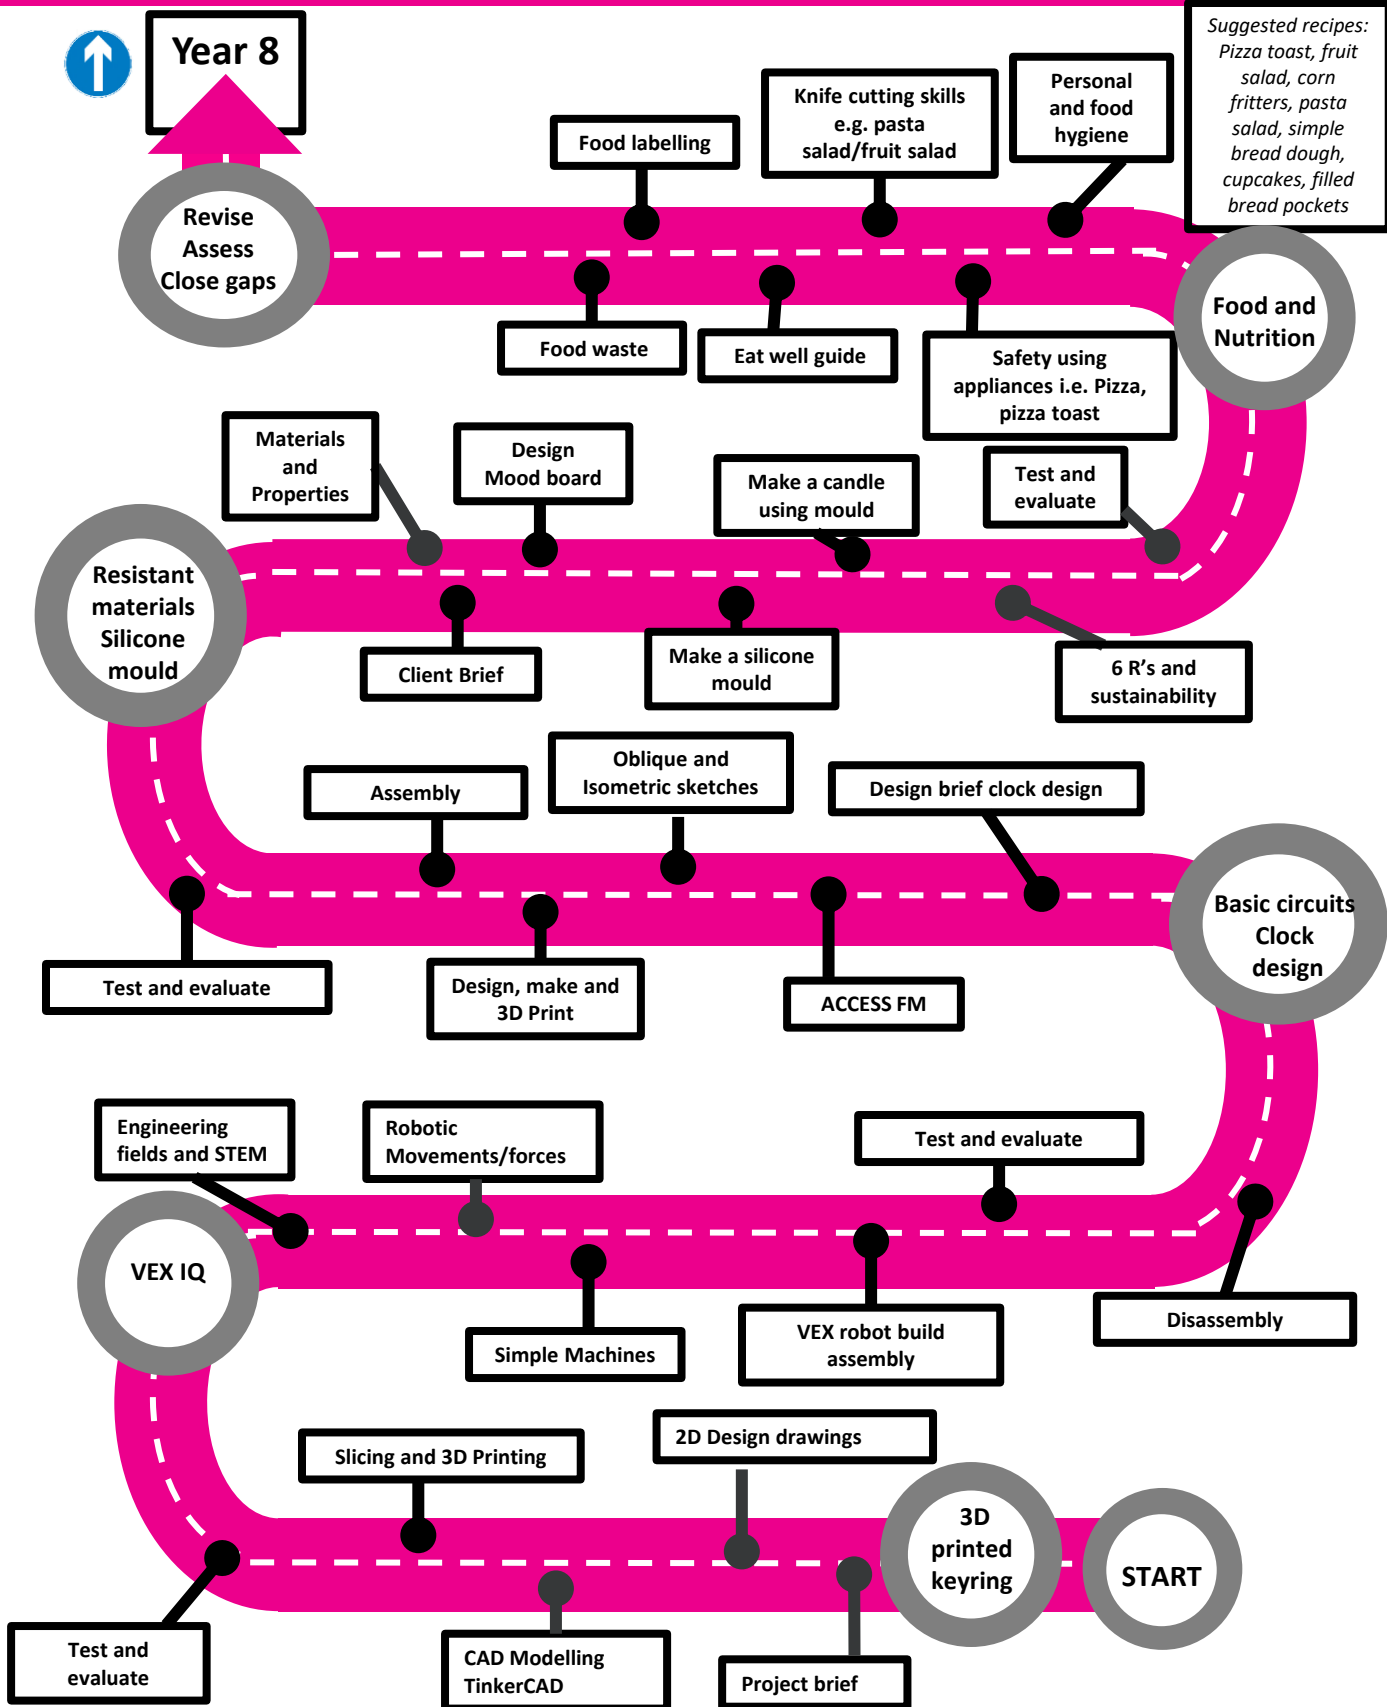 Year 8
Suggested recipes:
Pizza toast, fruit
salad, corn
fritters, pasta
salad, simple
bread dough,
cupcakes, filled
bread pockets
Food labelling
Knife cutting skills
e.g. pasta
salad/fruit salad
Personal
and food
hygiene
Revise
Assess
Close gaps
Food and
Nutrition
Food waste
Eat well guide
Safety using
appliances i.e. Pizza,
pizza toast
Materials
and
Properties
Design
Mood board
Make a candle
using mould
Test and
evaluate
Resistant
materials
Silicone
mould
Client Brief
Make a silicone
mould
6 R's and
sustainability
Assembly
Oblique and
Isometric sketches
Design brief clock design
Basic circuits
Clock
design
Test and evaluate
Design, make and
3D Print
ACCESS FM
Engineering
fields and STEM
Robotic
Movements/forces
Test and evaluate
VEX IQ
Simple Machines
VEX robot build
assembly
Disassembly
Slicing and 3D Printing
2D Design drawings
3D
printed
keyring
START
Test and
evaluate
CAD Modelling
TinkerCAD
Project brief